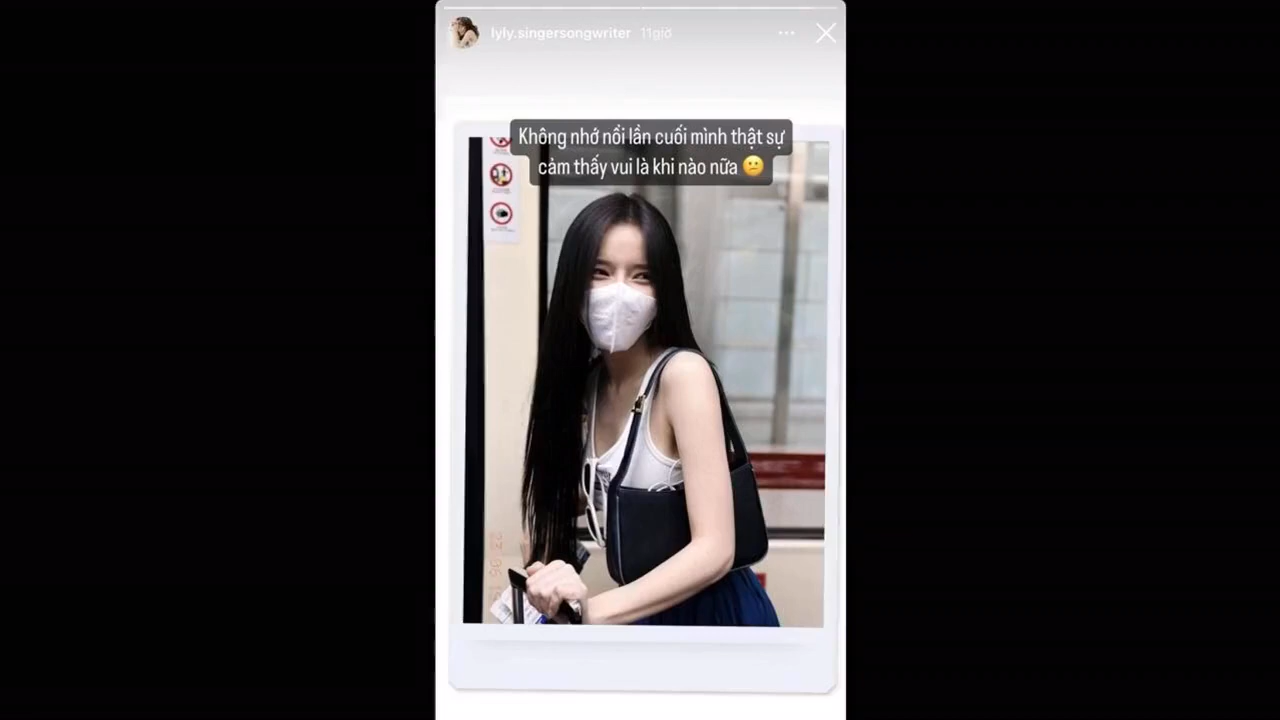 lyly.singersongwriter 11giờ
Không nhớ nổi lần cuối mình thật sự
cảm thấy vui là khi nào nữa 😕